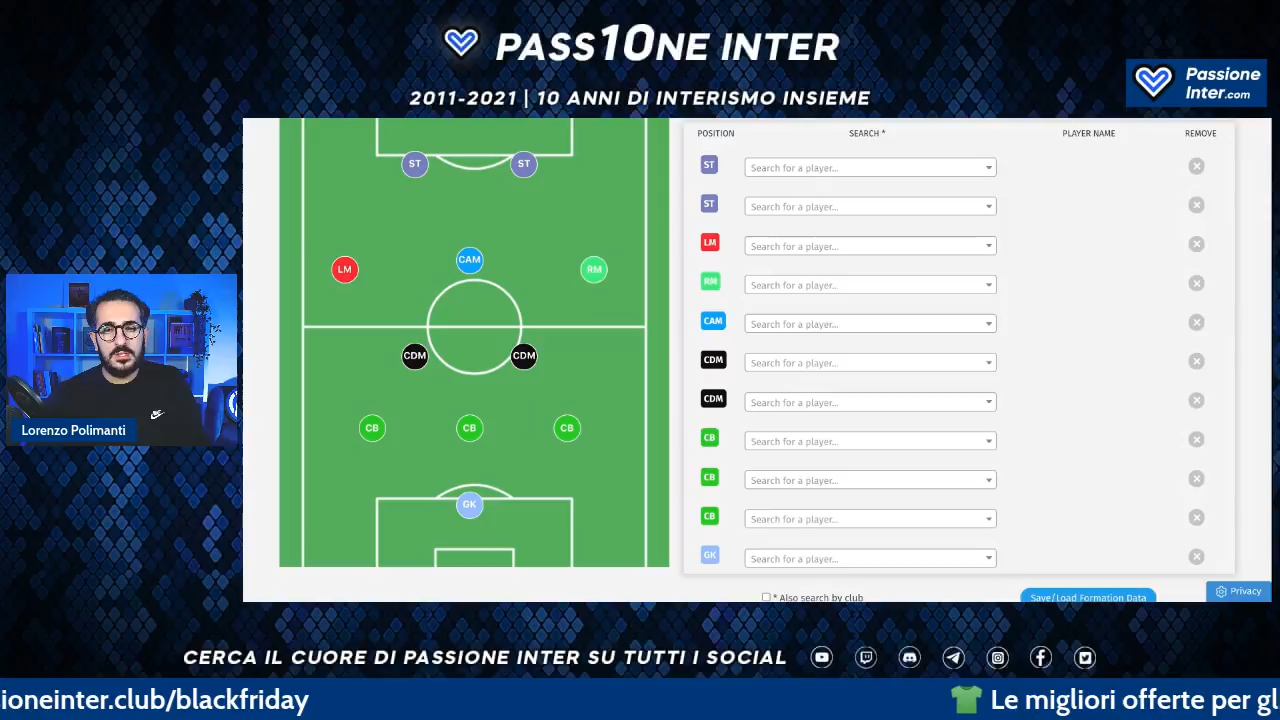 PASS10NE INTER
2011-2021 | 10 ANNI DI INTERISMO INSIEME
Passione
Inter.com
ST
ST
LM
CAM
RM
CDM
CDM
CB
CB
CB
GK
POSITION SEARCH * PLAYER NAME REMOVE
ST Search for a player...
ST Search for a player...
LM Search for a player...
RM Search for a player...
CAM Search for a player...
CDM Search for a player...
CDM Search for a player...
CB Search for a player...
CB Search for a player...
CB Search for a player...
GK Search for a player...
* Also search by club
Save/Load Formation Data
Privacy
Lorenzo Polimanti
CERCA IL CUORE DI PASSIONE INTER SU TUTTI I SOCIAL
sioneinter.club/blackfriday
Le migliori offerte per gl